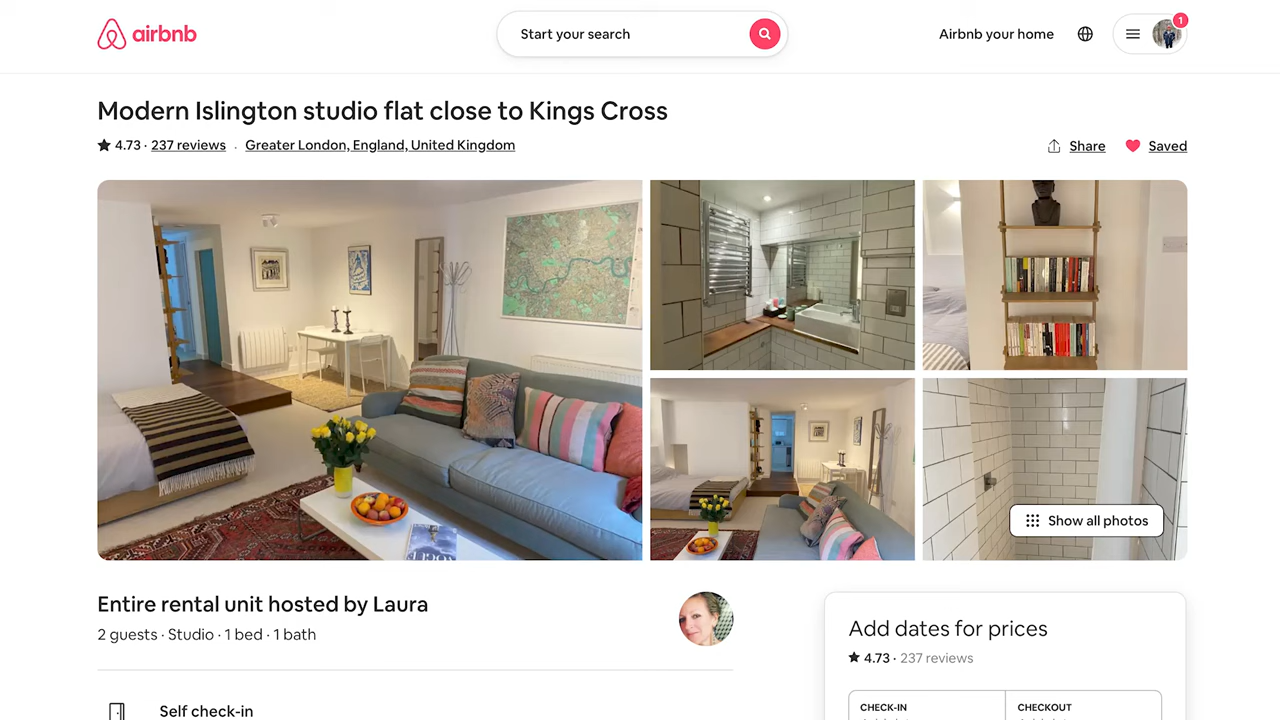 airbnb
Start your search
Airbnb your home
1
Modern Islington studio flat close to Kings Cross
4.73 · 237 reviews . Greater London, England, United Kingdom
Share
Saved
Show all photos
Entire rental unit hosted by Laura
2 guests · Studio · 1 bed · 1 bath
Self check-in
Add dates for prices
4.73 · 237 reviews
CHECK-IN
CHECKOUT